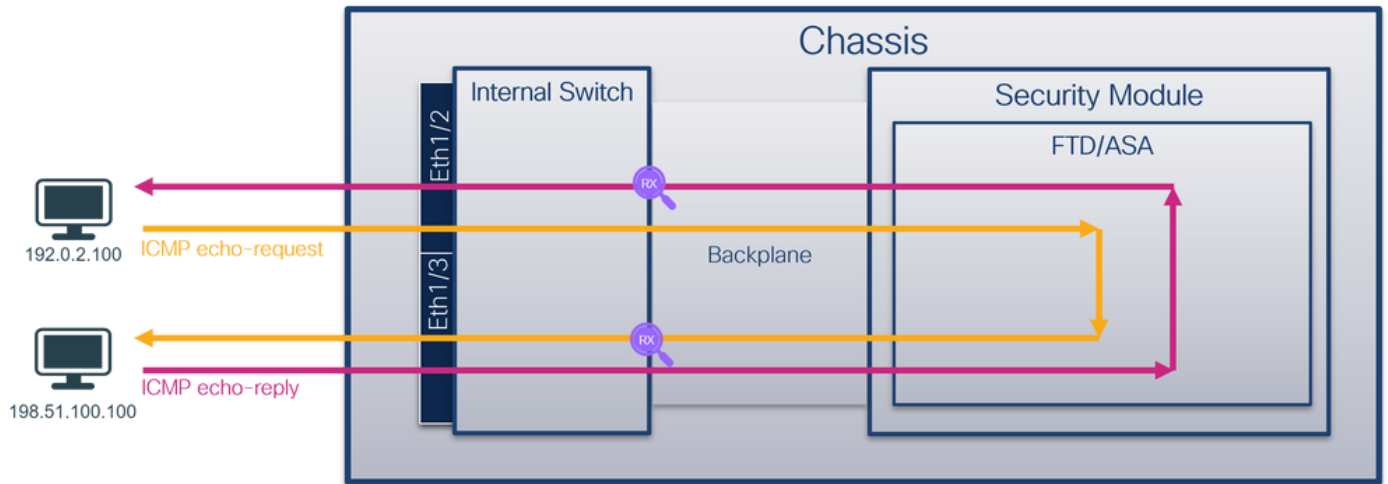 Chassis
Internal Switch
Security Module
FTD/ASA
Eth1/2
RX
192.0.2.100
ICMP echo-request
Backplane
Eth1/3
RX
ICMP echo-reply
198.51.100.100